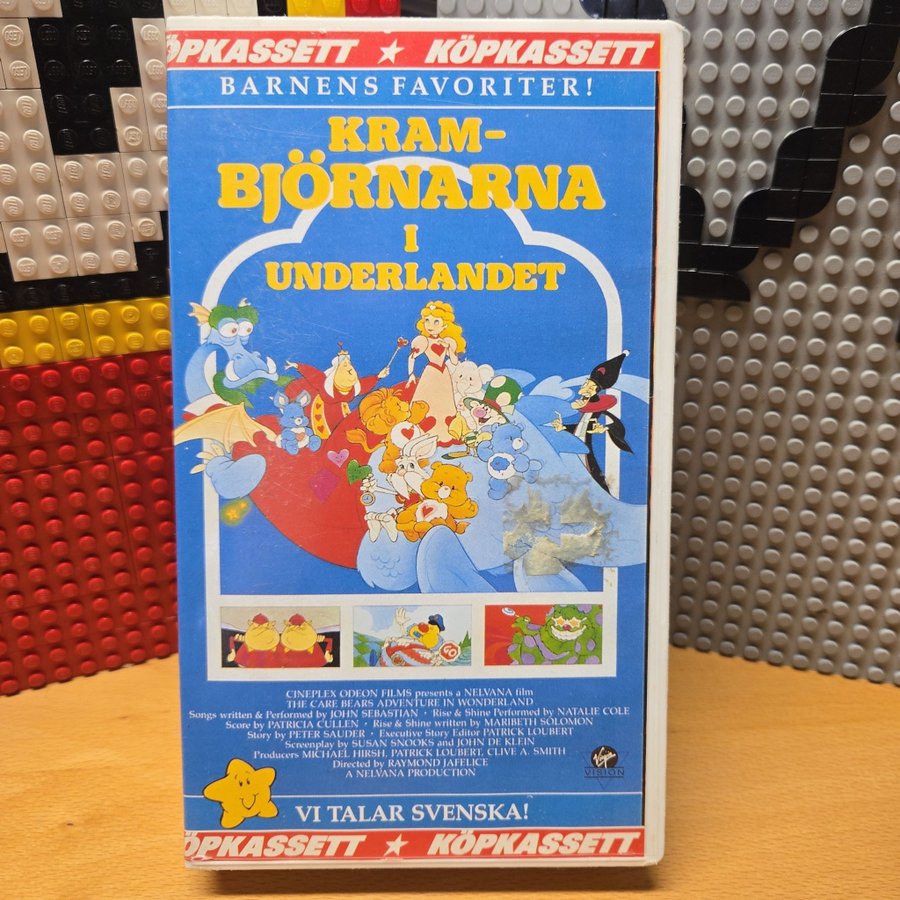 KÖPKASSETT ★ KÖPKASSETT
BARNENS FAVORITER!
KRAM-
BJÖRNARNA
I
UNDERLANDET
GO
CINEPLEX ODEON FILMS presents a NELVANA film
THE CARE BEARS ADVENTURE IN WONDERLAND
Songs written & Performed by JOHN SEBASTIAN • Rise & Shine Performed by NATALIE COLE
Score by PATRICIA CULLEN • Rise & Shine written by MARIBETH SOLOMON
Story by PETER SAUDER • Executive Story Editor PATRICK LOUBERT
Screenplay by SUSAN SNOOKS and JOHN DE KLEIN
Producers MICHAEL HIRSH, PATRICK LOUBERT, CLIVE A. SMITH
Directed by RAYMOND JAFELICE
A NELVANA PRODUCTION
Virgin
VISION
VI TALAR SVENSKA!
KÖPKASSETT ★ KÖPKASSETT